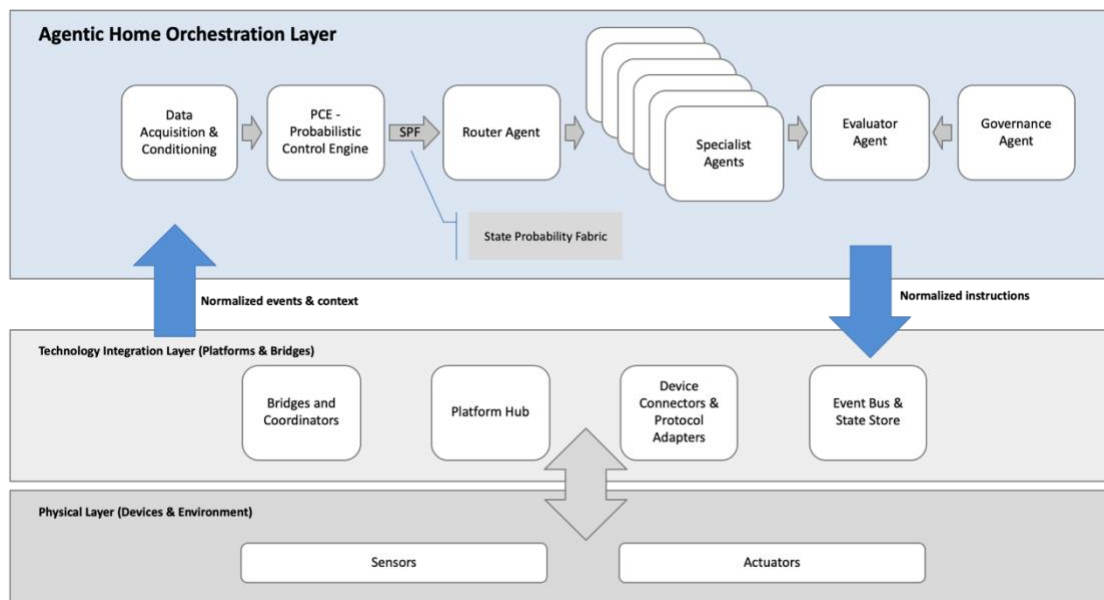 Agentic Home Orchestration Layer
Data
Acquisition &
Conditioning
PCE -
Probabilistic
Control Engine
SPF
Router Agent
Specialist
Agents
Evaluator
Agent
Governance
Agent
State Probability Fabric
Normalized events & context
Normalized instructions
Technology Integration Layer (Platforms & Bridges)
Bridges and
Coordinators
Platform Hub
Device
Connectors &
Protocol
Adapters
Event Bus &
State Store
Physical Layer (Devices & Environment)
Sensors
Actuators